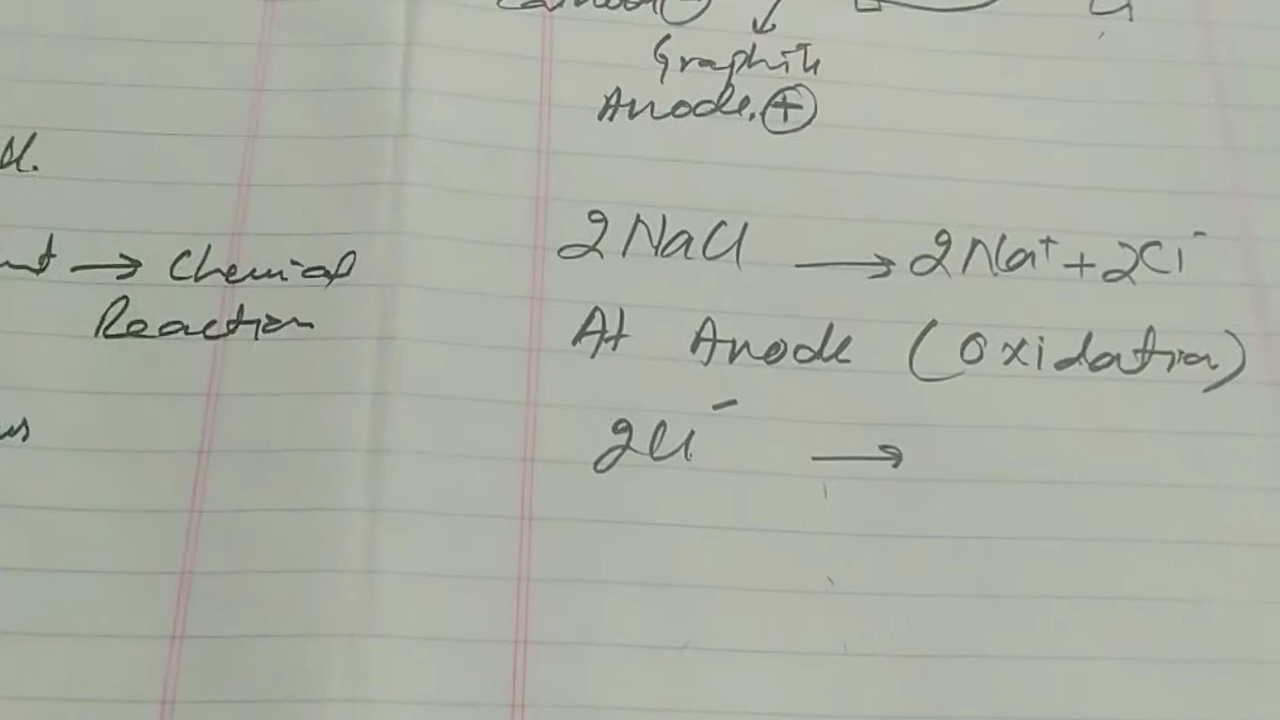 Graphite
Anode. ⊕
→ Chemical
Reaction
2NaCl → 2Na⁺ + 2Cl⁻
At Anode (Oxidation)
2Cl⁻ →